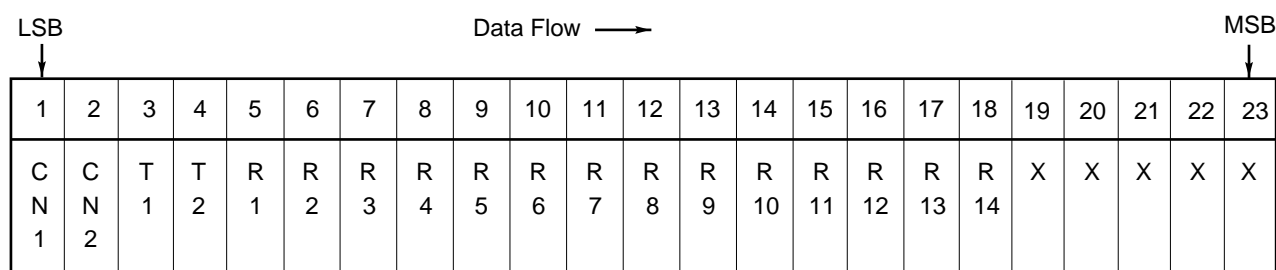 LSB Data Flow MSB
1 2 3 4 5 6 7 8 9 10 11 12 13 14 15 16 17 18 19 20 21 22 23
C C T T R R R R R R R R R R R R R R X X X X X
N N 1 2 1 2 3 4 5 6 7 8 9 10 11 12 13 14
1 2